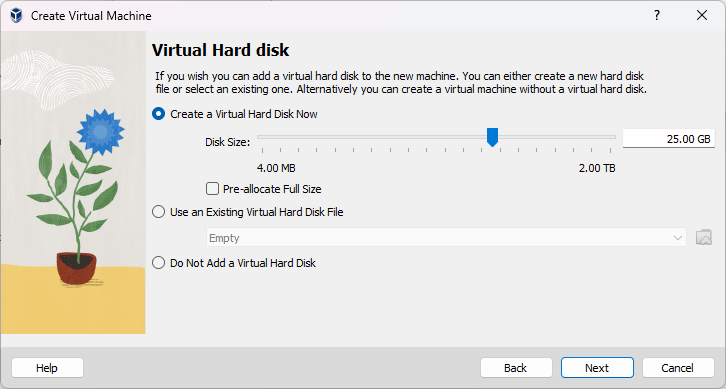 Create Virtual Machine
?
Virtual Hard disk
If you wish you can add a virtual hard disk to the new machine. You can either create a new hard disk
file or select an existing one. Alternatively you can create a virtual machine without a virtual hard disk.
Create a Virtual Hard Disk Now
Disk Size:
25.00 GB
4.00 MB
2.00 TB
Pre-allocate Full Size
Use an Existing Virtual Hard Disk File
Empty
Do Not Add a Virtual Hard Disk
Help
Back
Next
Cancel